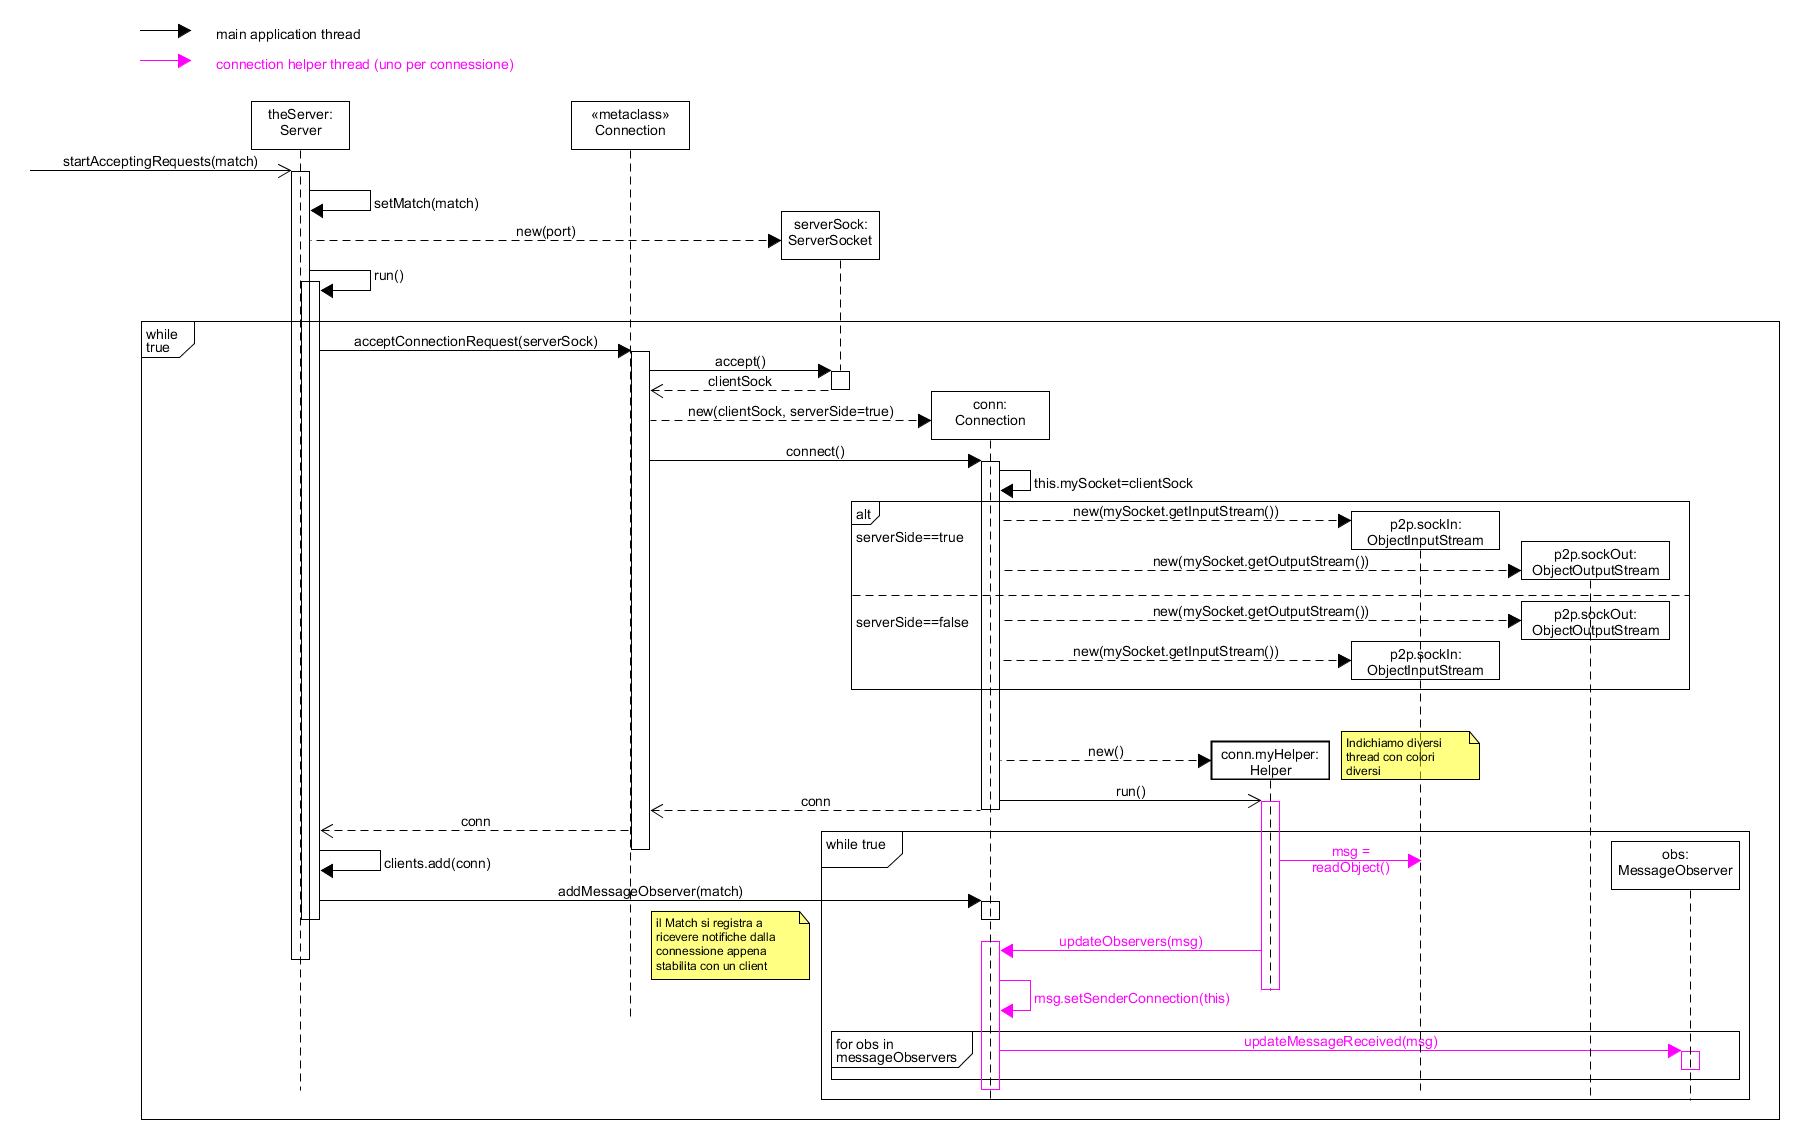 main application thread
connection helper thread (uno per connessione)
theServer:
Server
«metaclass»
Connection
startAcceptingRequests(match)
setMatch(match)
new(port)
serverSock:
ServerSocket
run()
while
true
acceptConnectionRequest(serverSock)
accept()
clientSock
new(clientSock, serverSide=true)
conn:
Connection
connect()
this.mySocket=clientSock
alt
serverSide==true
new(mySocket.getInputStream())
p2p.sockIn:
ObjectInputStream
new(mySocket.getOutputStream())
p2p.sockOut:
ObjectOutputStream
serverSide==false
new(mySocket.getOutputStream())
p2p.sockOut:
ObjectOutputStream
new(mySocket.getInputStream())
p2p.sockIn:
ObjectInputStream
new()
conn.myHelper:
Helper
Indichiamo diversi
thread con colori
diversi
run()
conn
conn
clients.add(conn)
while true
msg =
readObject()
obs:
MessageObserver
addMessageObserver(match)
il Match si registra a
ricevere notifiche dalla
connessione appena
stabilita con un client
updateObservers(msg)
msg.setSenderConnection(this)
for obs in
messageObservers
updateMessageReceived(msg)